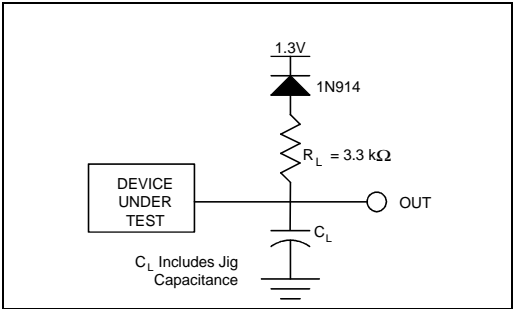 1.3V
1N914
R_L = 3.3 kΩ
DEVICE
UNDER
TEST
OUT
C_L
C_L Includes Jig
Capacitance